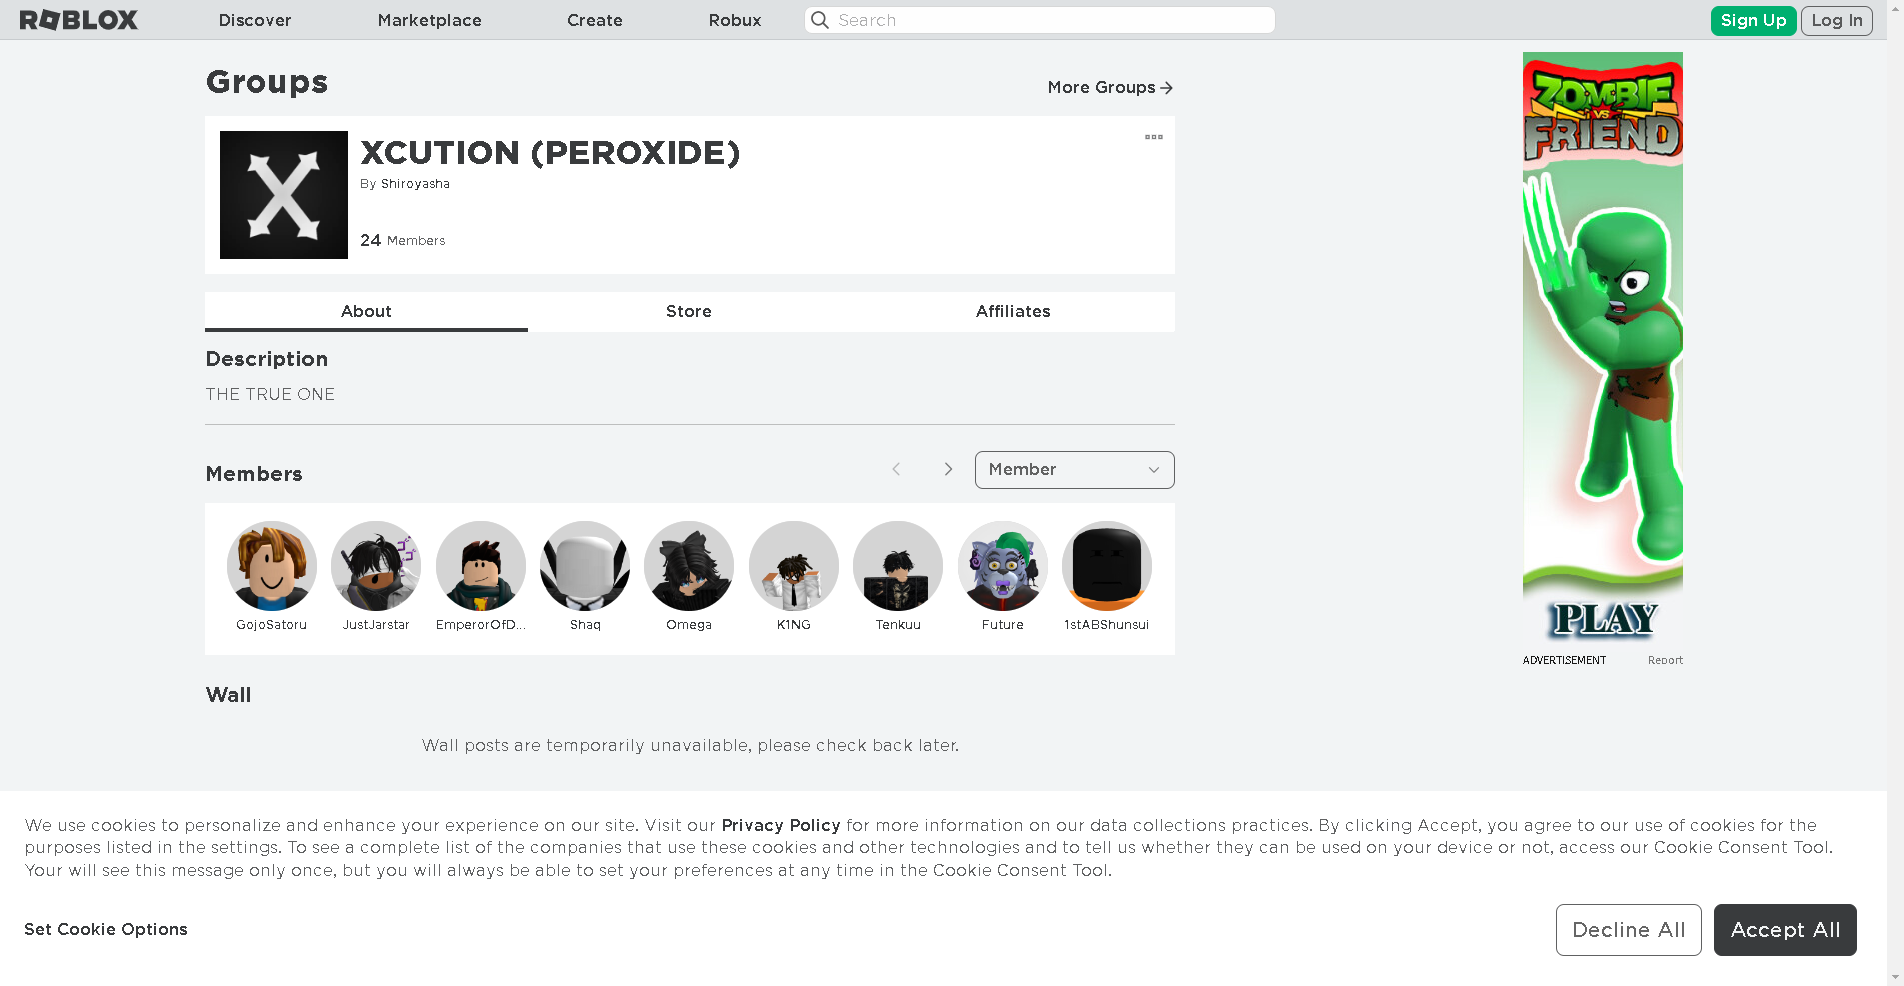 ROBLOX
Discover
Marketplace
Create
Robux
Search
Sign Up
Log In
Groups
More Groups
XCUTION (PEROXIDE)
By Shiroyasha
24 Members
About
Store
Affiliates
Description
THE TRUE ONE
Members
Member
GojoSatoru
JustJarstar
EmperorOfD...
Shaq
Omega
K1NG
Tenkuu
Future
1stABShunsui
Wall
Wall posts are temporarily unavailable, please check back later.
ZOMBIE
VS
FRIEND
PLAY
ADVERTISEMENT
Report
We use cookies to personalize and enhance your experience on our site. Visit our Privacy Policy for more information on our data collections practices. By clicking Accept, you agree to our use of cookies for the
purposes listed in the settings. To see a complete list of the companies that use these cookies and other technologies and to tell us whether they can be used on your device or not, access our Cookie Consent Tool.
Your will see this message only once, but you will always be able to set your preferences at any time in the Cookie Consent Tool.
Set Cookie Options
Decline All
Accept All